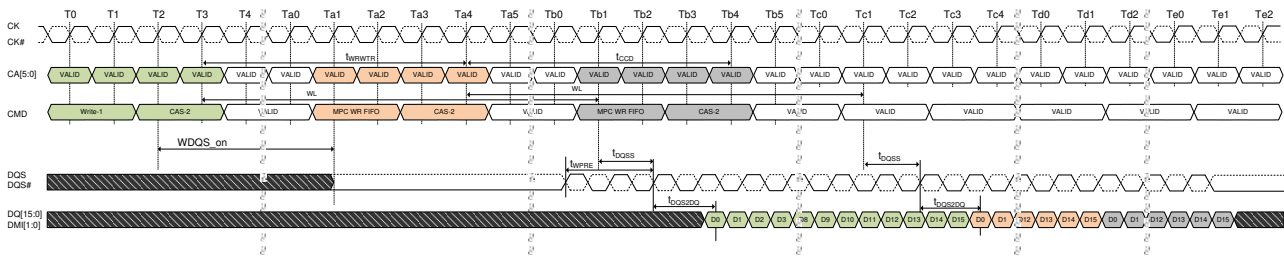 T0 T1 T2 T3 T4 Ta0 Ta1 Ta2 Ta3 Ta4 Ta5 Tb0 Tb1 Tb2 Tb3 Tb4 Tb5 Tc0 Tc1 Tc2 Tc3 Tc4 Td0 Td1 Td2 Te0 Te1 Te2
CK
CK#
tWRWTR tCCD
CA[5:0] VALID VALID VALID VALID VALID VALID VALID VALID VALID VALID VALID VALID VALID VALID VALID VALID VALID VALID VALID VALID VALID VALID VALID VALID VALID VALID VALID VALID
WL WL
CMD Write-1 CAS-2 VALID MPC WR FIFO CAS-2 VALID MPC WR FIFO CAS-2 VALID VALID VALID VALID VALID VALID
WDQS_on
tWPRE tDQSS tDQSS
DQS
DQS#
tDQS2DQ tDQS2DQ
DQ[15:0] D0 D1 D2 D3 D8 D9 D10 D11 D12 D13 D14 D15 D0 D1 D12 D13 D14 D15 D0 D1 D12 D13 D14 D15
DMI[1:0]